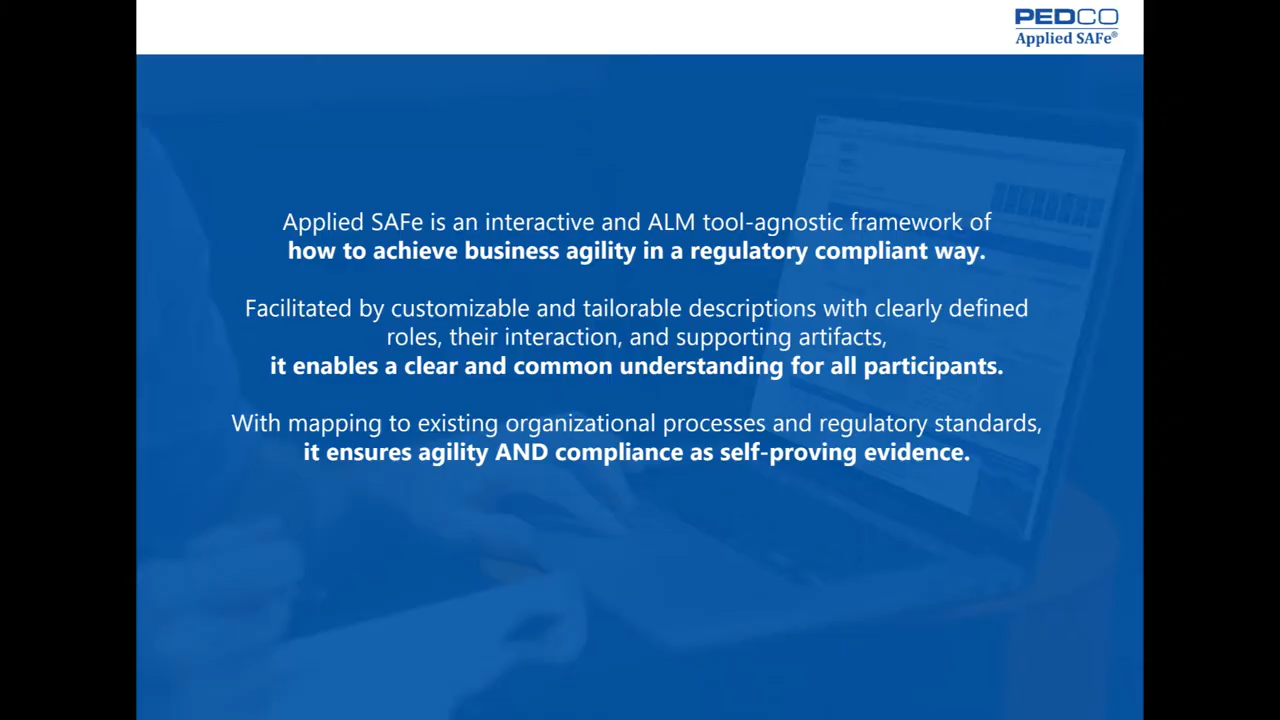 PEDCO
Applied SAFe®
Applied SAFe is an interactive and ALM tool-agnostic framework of
how to achieve business agility in a regulatory compliant way.
Facilitated by customizable and tailorable descriptions with clearly defined
roles, their interaction, and supporting artifacts,
it enables a clear and common understanding for all participants.
With mapping to existing organizational processes and regulatory standards,
it ensures agility AND compliance as self-proving evidence.